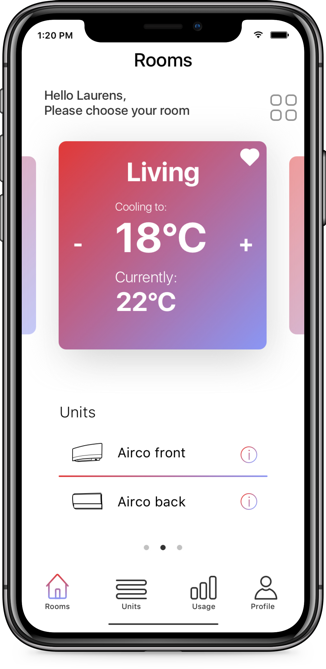 1:20 PM
Rooms
Hello Laurens,
Please choose your room
Living
Cooling to:
- 18°C +
Currently:
22°C
Units
Airco front
Airco back
Rooms Units Usage Profile